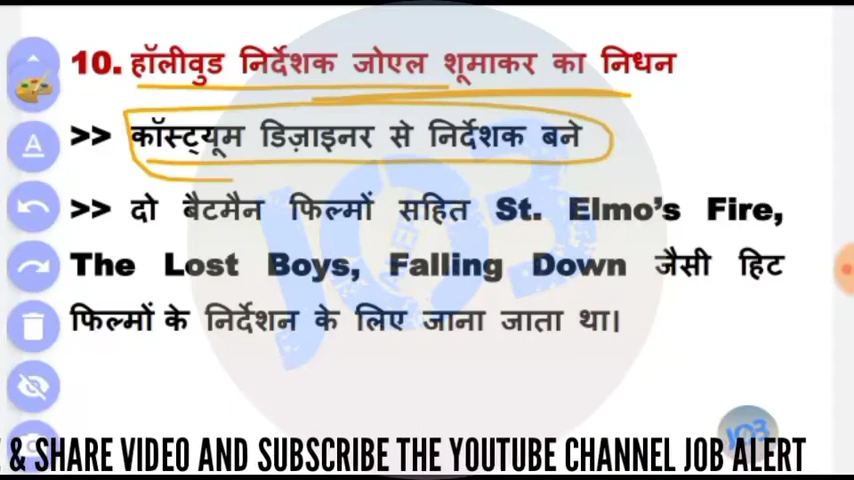 10. हॉलीवुड निर्देशक जोएल शूमाकर का निधन
>> कॉस्ट्यूम डिज़ाइनर से निर्देशक बने
>> दो बैटमैन फिल्मों सहित St. Elmo's Fire,
The Lost Boys, Falling Down जैसी हिट
फिल्मों के निर्देशन के लिए जाना जाता था।
A
& SHARE VIDEO AND SUBSCRIBE THE YOUTUBE CHANNEL JOB ALERT